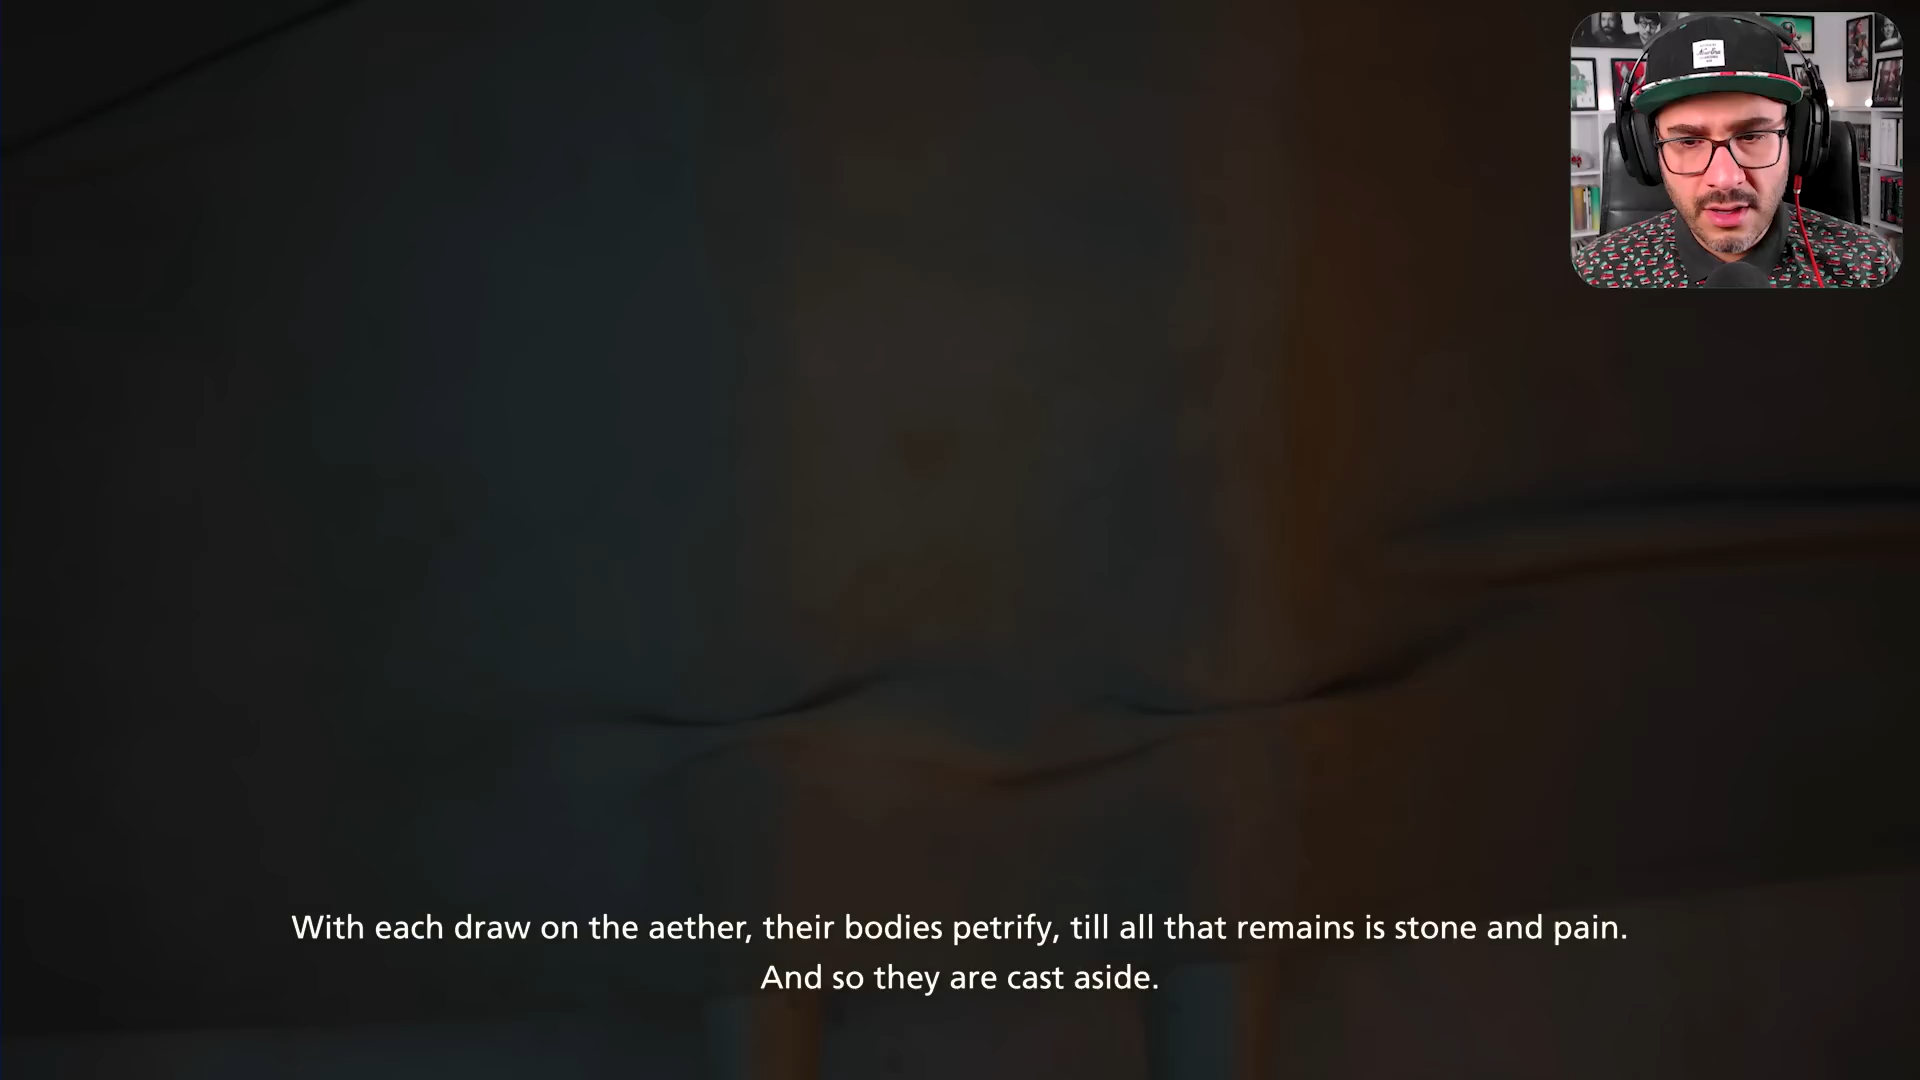 With each draw on the aether, their bodies petrify, till all that remains is stone and pain.
And so they are cast aside.